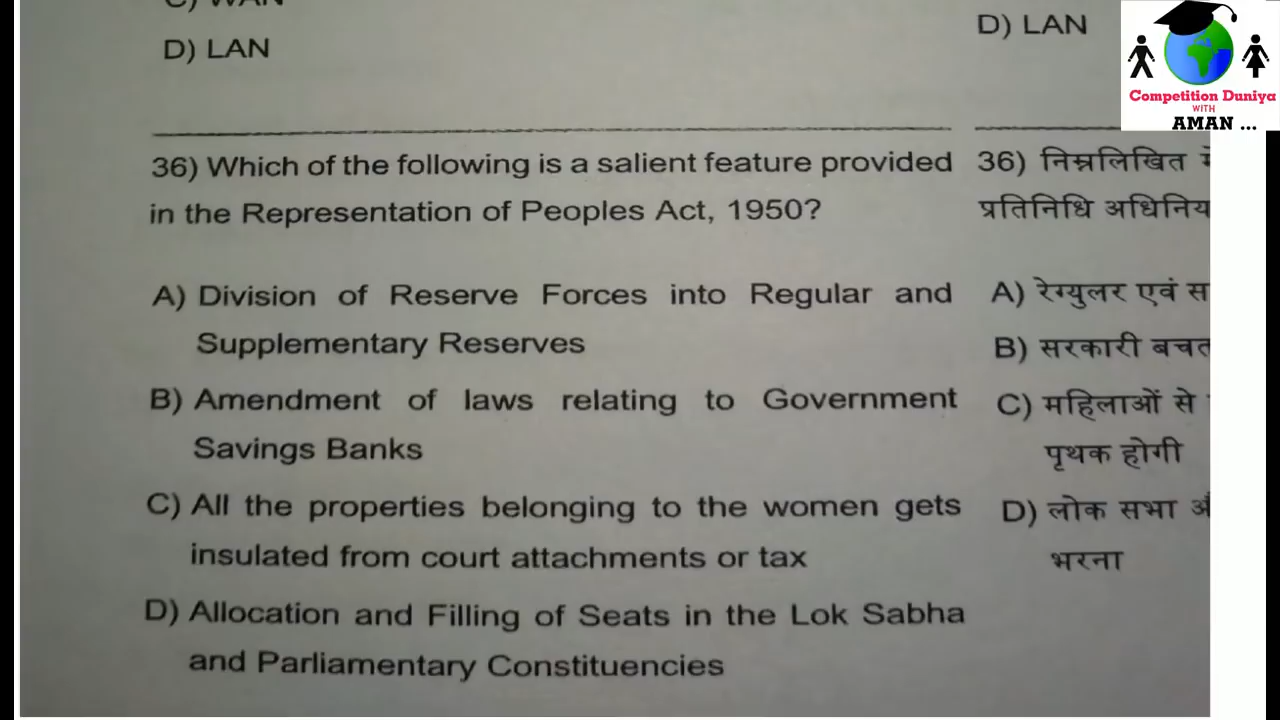 C) WAN
D) LAN
36) Which of the following is a salient feature provided
in the Representation of Peoples Act, 1950?
A) Division of Reserve Forces into Regular and
Supplementary Reserves
B) Amendment of laws relating to Government
Savings Banks
C) All the properties belonging to the women gets
insulated from court attachments or tax
D) Allocation and Filling of Seats in the Lok Sabha
and Parliamentary Constituencies
D) LAN
36) निम्नलिखित
प्रतिनिधि
A) रेग्युलर एवं
B) सरकारी
C) महिलाओं से
पृथक होगी
D) लोक सभा
भरना
Competition Duniya
WITH
AMAN ...